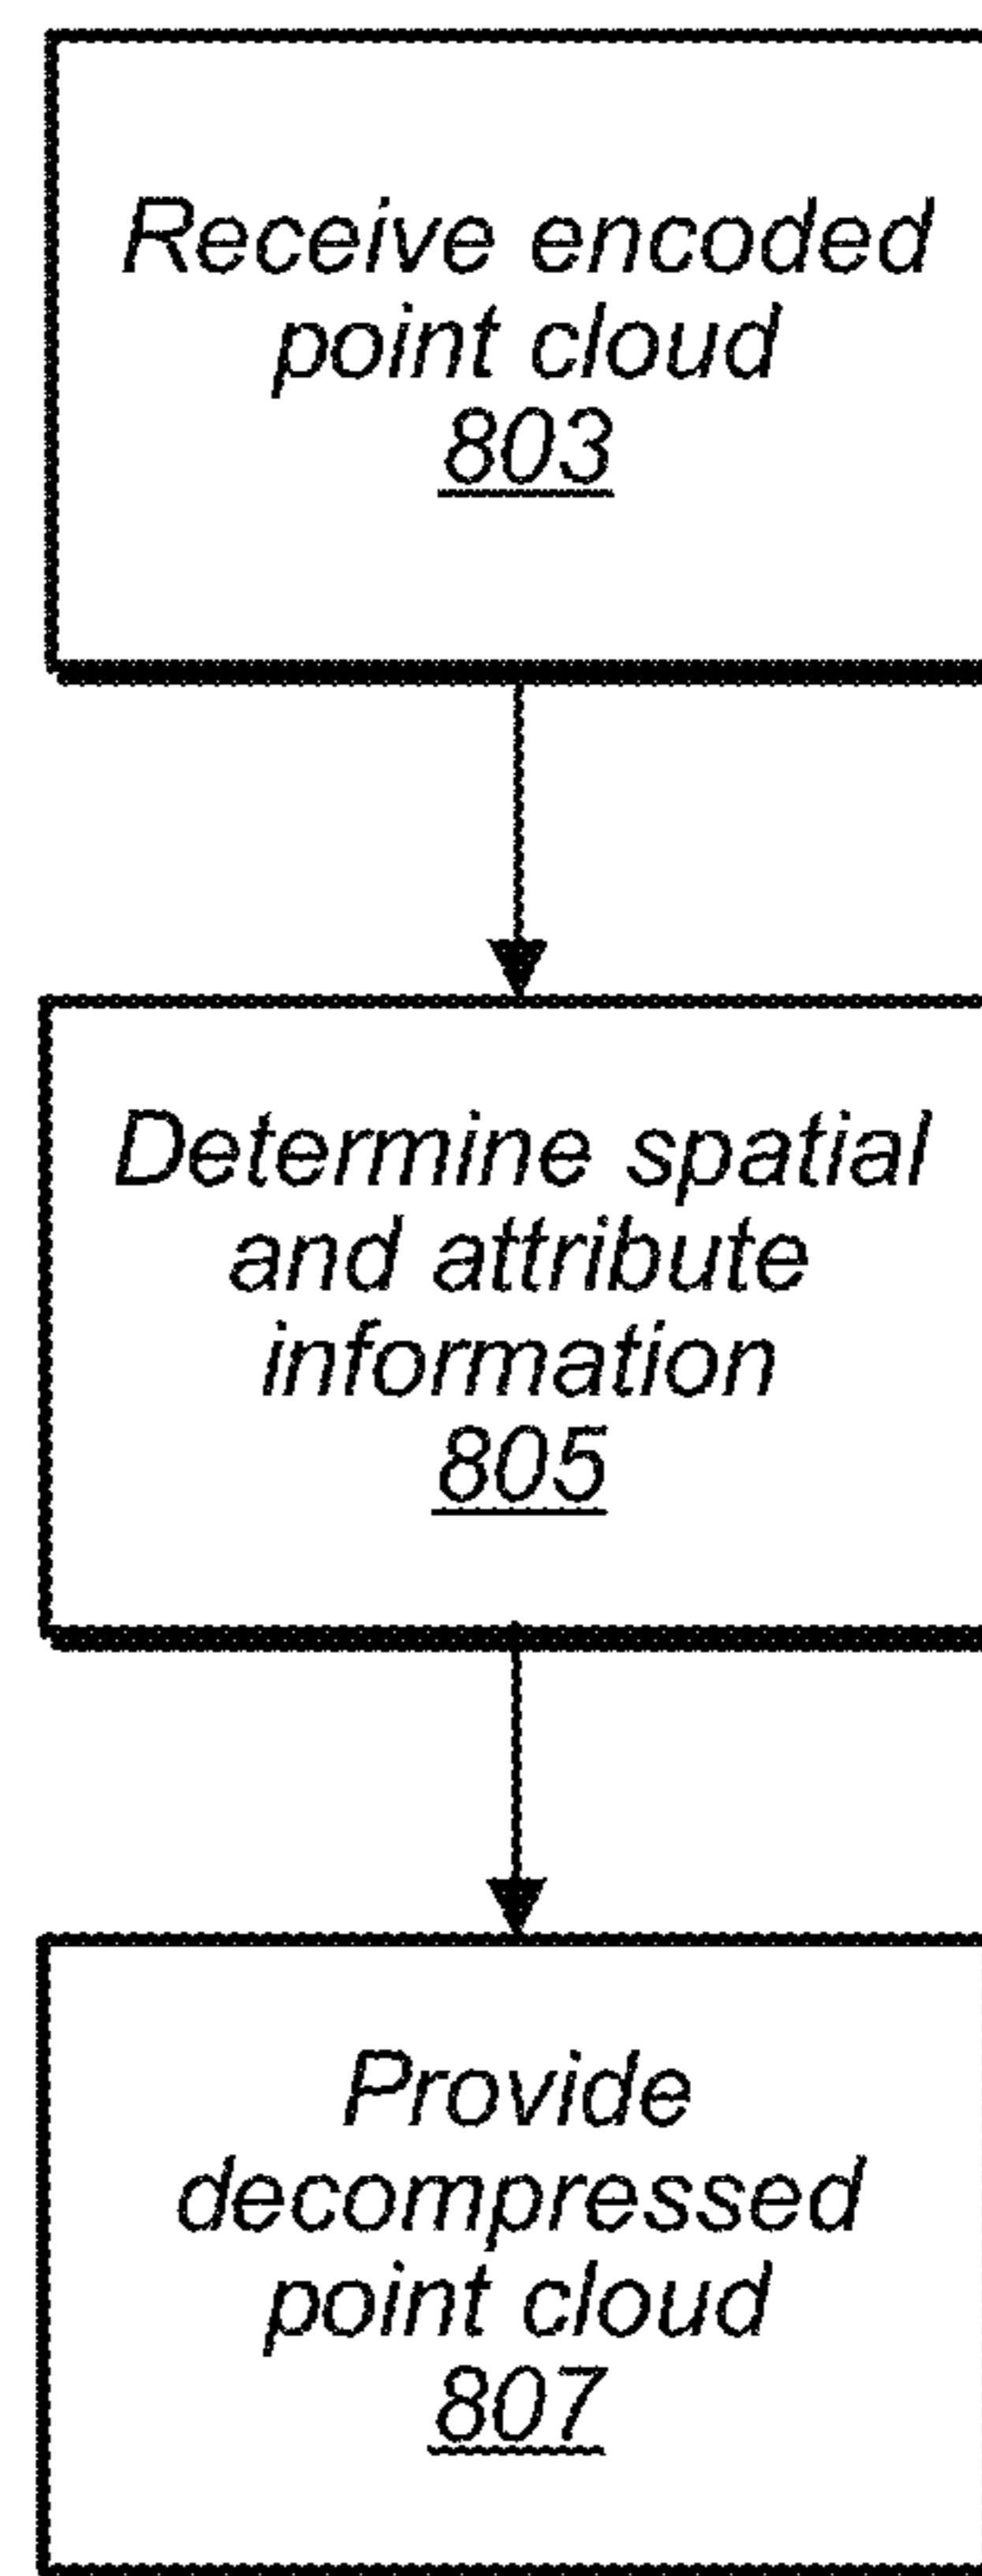 Receive encoded
point cloud
803
Determine spatial
and attribute
information
805
Provide
decompressed
point cloud
807